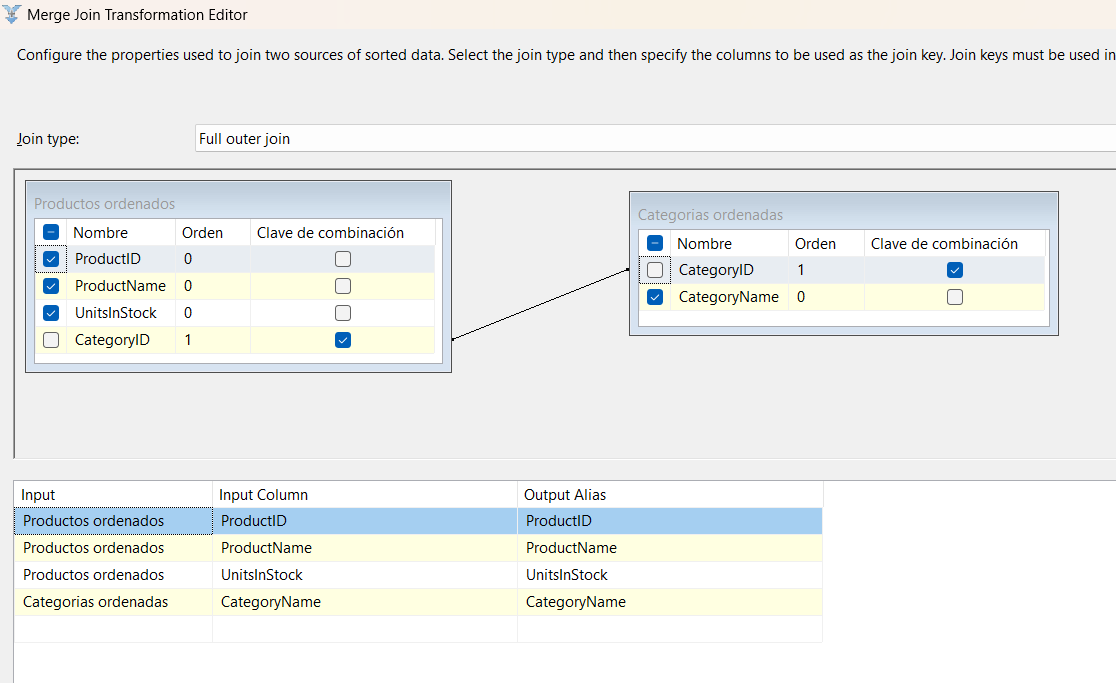 Merge Join Transformation Editor
Configure the properties used to join two sources of sorted data. Select the join type and then specify the columns to be used as the join key. Join keys must be used in
Join type:
Full outer join
Productos ordenados
Nombre Orden Clave de combinación
ProductID 0
ProductName 0
UnitsInStock 0
CategoryID 1
Categorias ordenadas
Nombre Orden Clave de combinación
CategoryID 1
CategoryName 0
Input Input Column Output Alias
Productos ordenados ProductID ProductID
Productos ordenados ProductName ProductName
Productos ordenados UnitsInStock UnitsInStock
Categorias ordenadas CategoryName CategoryName